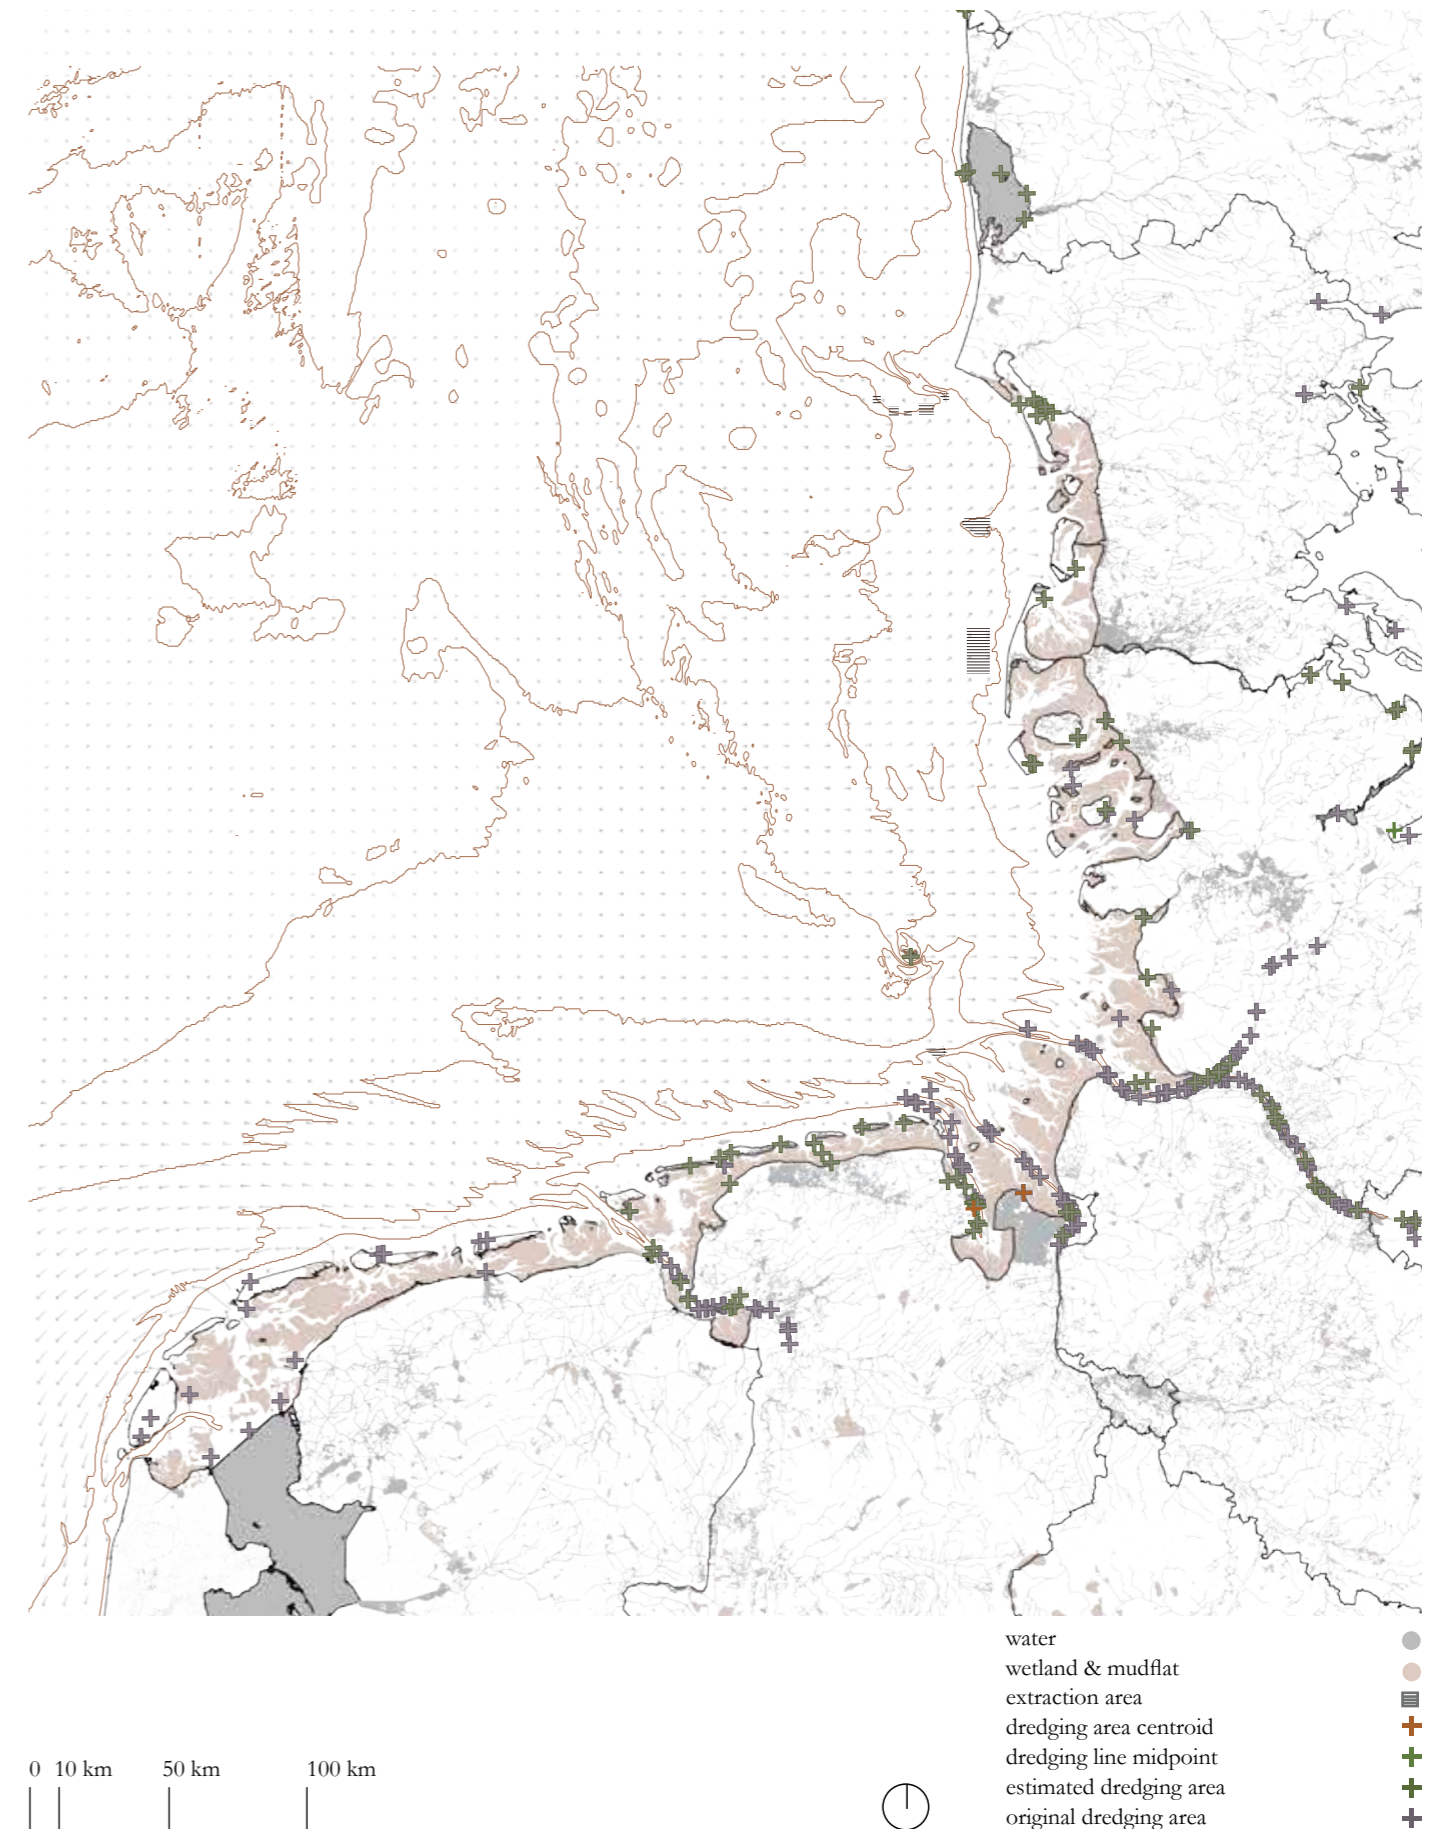 water
wetland & mudflat
extraction area
dredging area centroid
dredging line midpoint
estimated dredging area
original dredging area
0 10 km 50 km 100 km